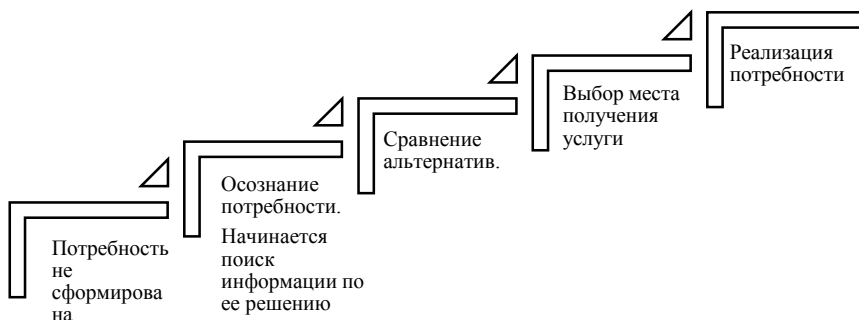 Потребность
не
сформирова
на
Осознание
потребности.
Начинается
поиск
информации по
ее решению
Сравнение
альтернатив.
Выбор места
получения
услуги
Реализация
потребности